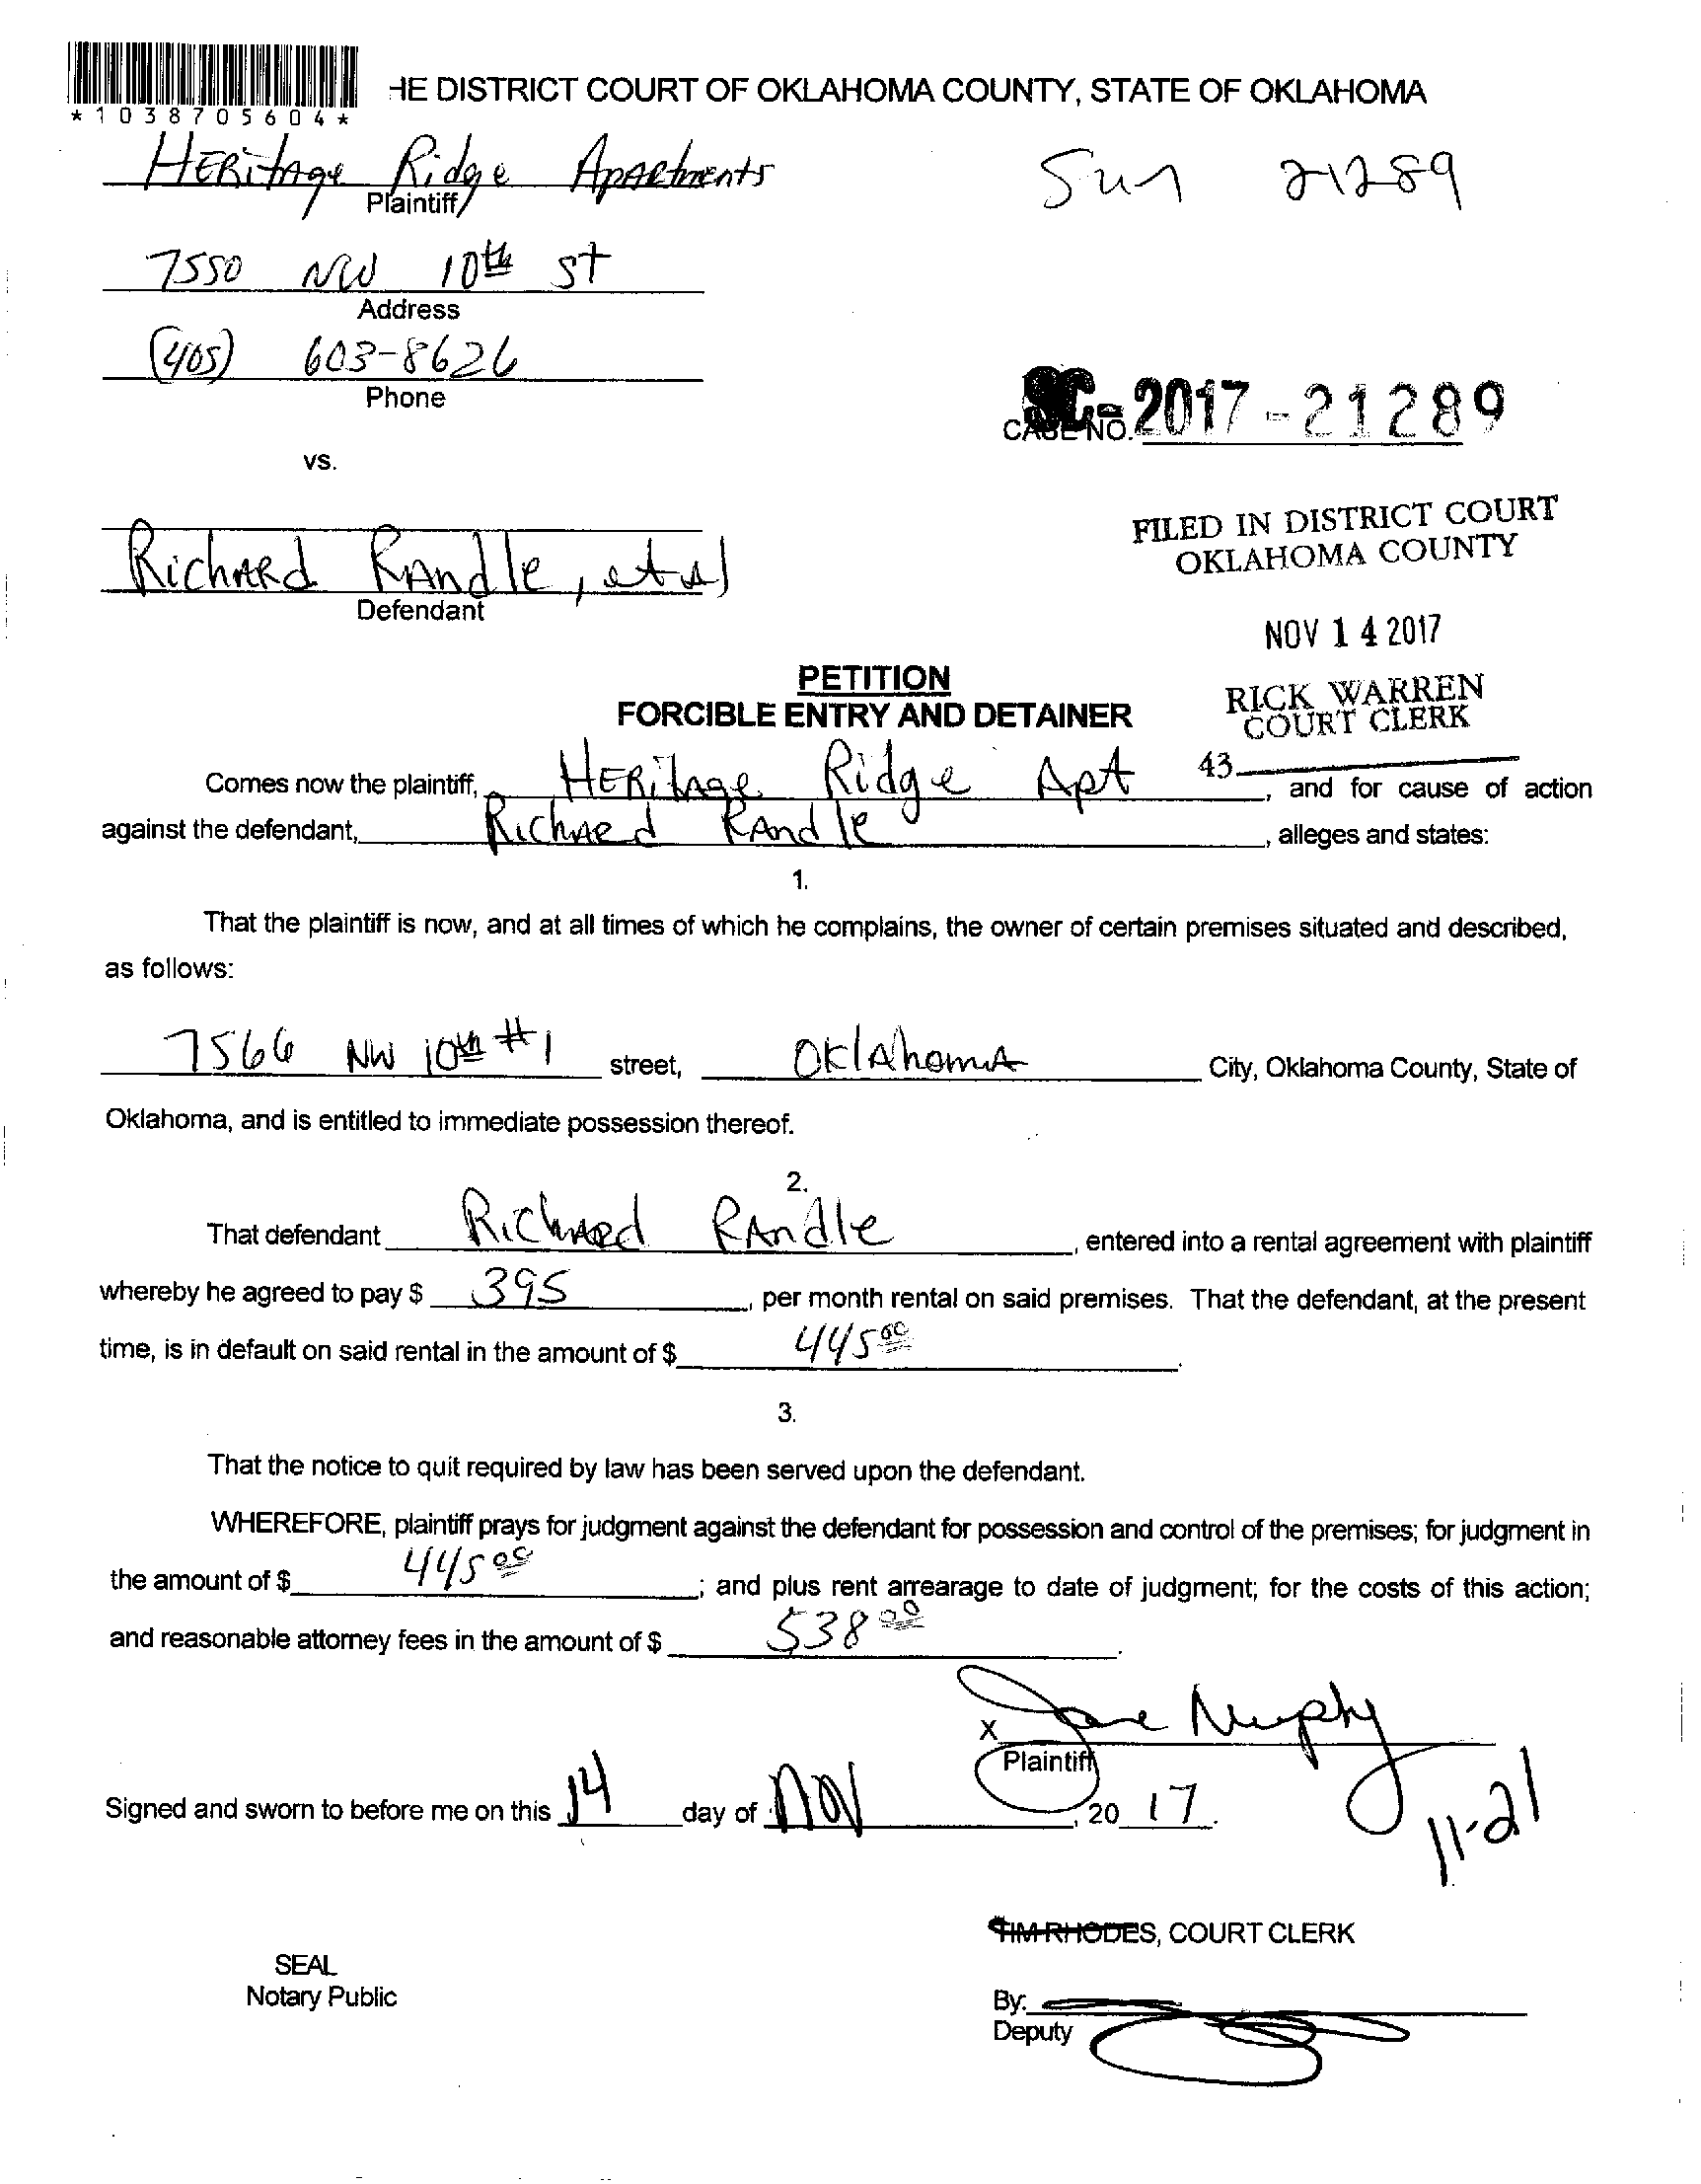 HE DISTRICT COURT OF OKLAHOMA COUNTY, STATE OF OKLAHOMA
*1038705604*
HERitage Ridge Apartments
Plaintiff
Sun 21289
7550 NW 10th St
Address
(405) 603-8626
Phone
CASE NO. SC-2017-21289
vs.
Richard Randle, et al
Defendant
FILED IN DISTRICT COURT
OKLAHOMA COUNTY
NOV 14 2017
RICK WARREN
COURT CLERK
43
PETITION
FORCIBLE ENTRY AND DETAINER
Comes now the plaintiff, HERitage Ridge Apt, and for cause of action
against the defendant, Richard Randle, alleges and states:
1.
That the plaintiff is now, and at all times of which he complains, the owner of certain premises situated and described,
as follows:
7566 NW 10th #1 street, Oklahoma City, Oklahoma County, State of
Oklahoma, and is entitled to immediate possession thereof.
2.
That defendant Richard Randle, entered into a rental agreement with plaintiff
whereby he agreed to pay $ 395, per month rental on said premises. That the defendant, at the present
time, is in default on said rental in the amount of $ 445.00.
3.
That the notice to quit required by law has been served upon the defendant.
WHEREFORE, plaintiff prays for judgment against the defendant for possession and control of the premises; for judgment in
the amount of $ 445.00; and plus rent arrearage to date of judgment; for the costs of this action;
and reasonable attorney fees in the amount of $ 538.00.
X Jane Murphy
Plaintiff
Signed and sworn to before me on this 14 day of NOV, 20 17.
11-21
TIM RHODES, COURT CLERK
SEAL
Notary Public
By:
Deputy